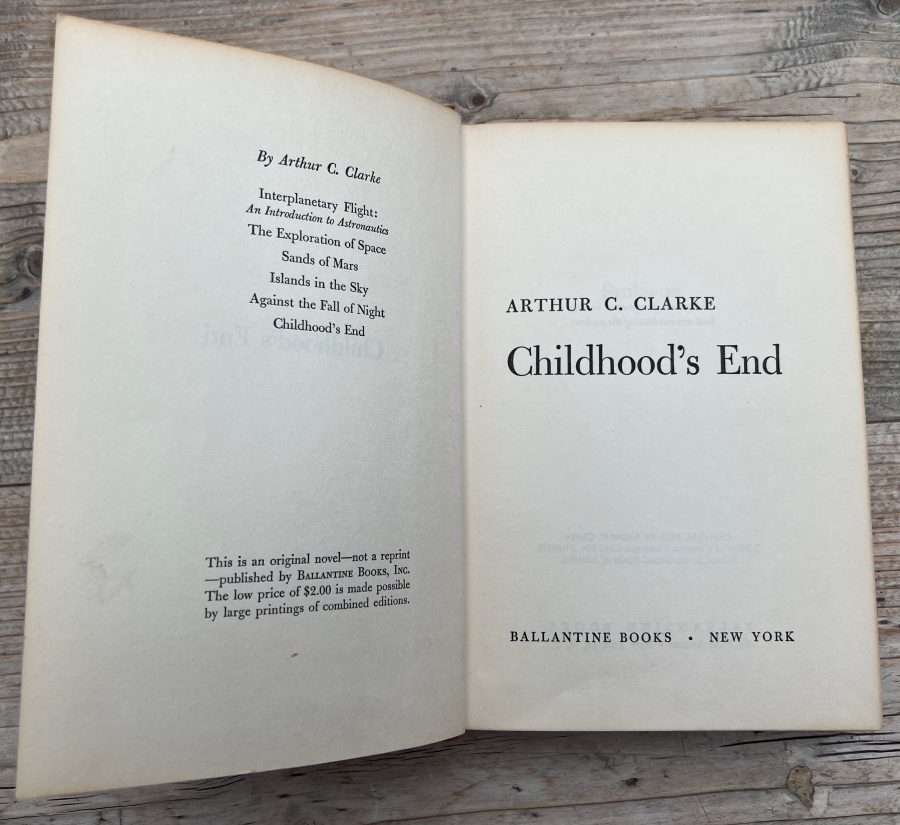 By Arthur C. Clarke
Interplanetary Flight:
An Introduction to Astronautics
The Exploration of Space
Sands of Mars
Islands in the Sky
Against the Fall of Night
Childhood's End
This is an original novel—not a reprint
—published by BALLANTINE BOOKS, INC.
The low price of $2.00 is made possible
by large printings of combined editions.
ARTHUR C. CLARKE
Childhood's End
BALLANTINE BOOKS • NEW YORK